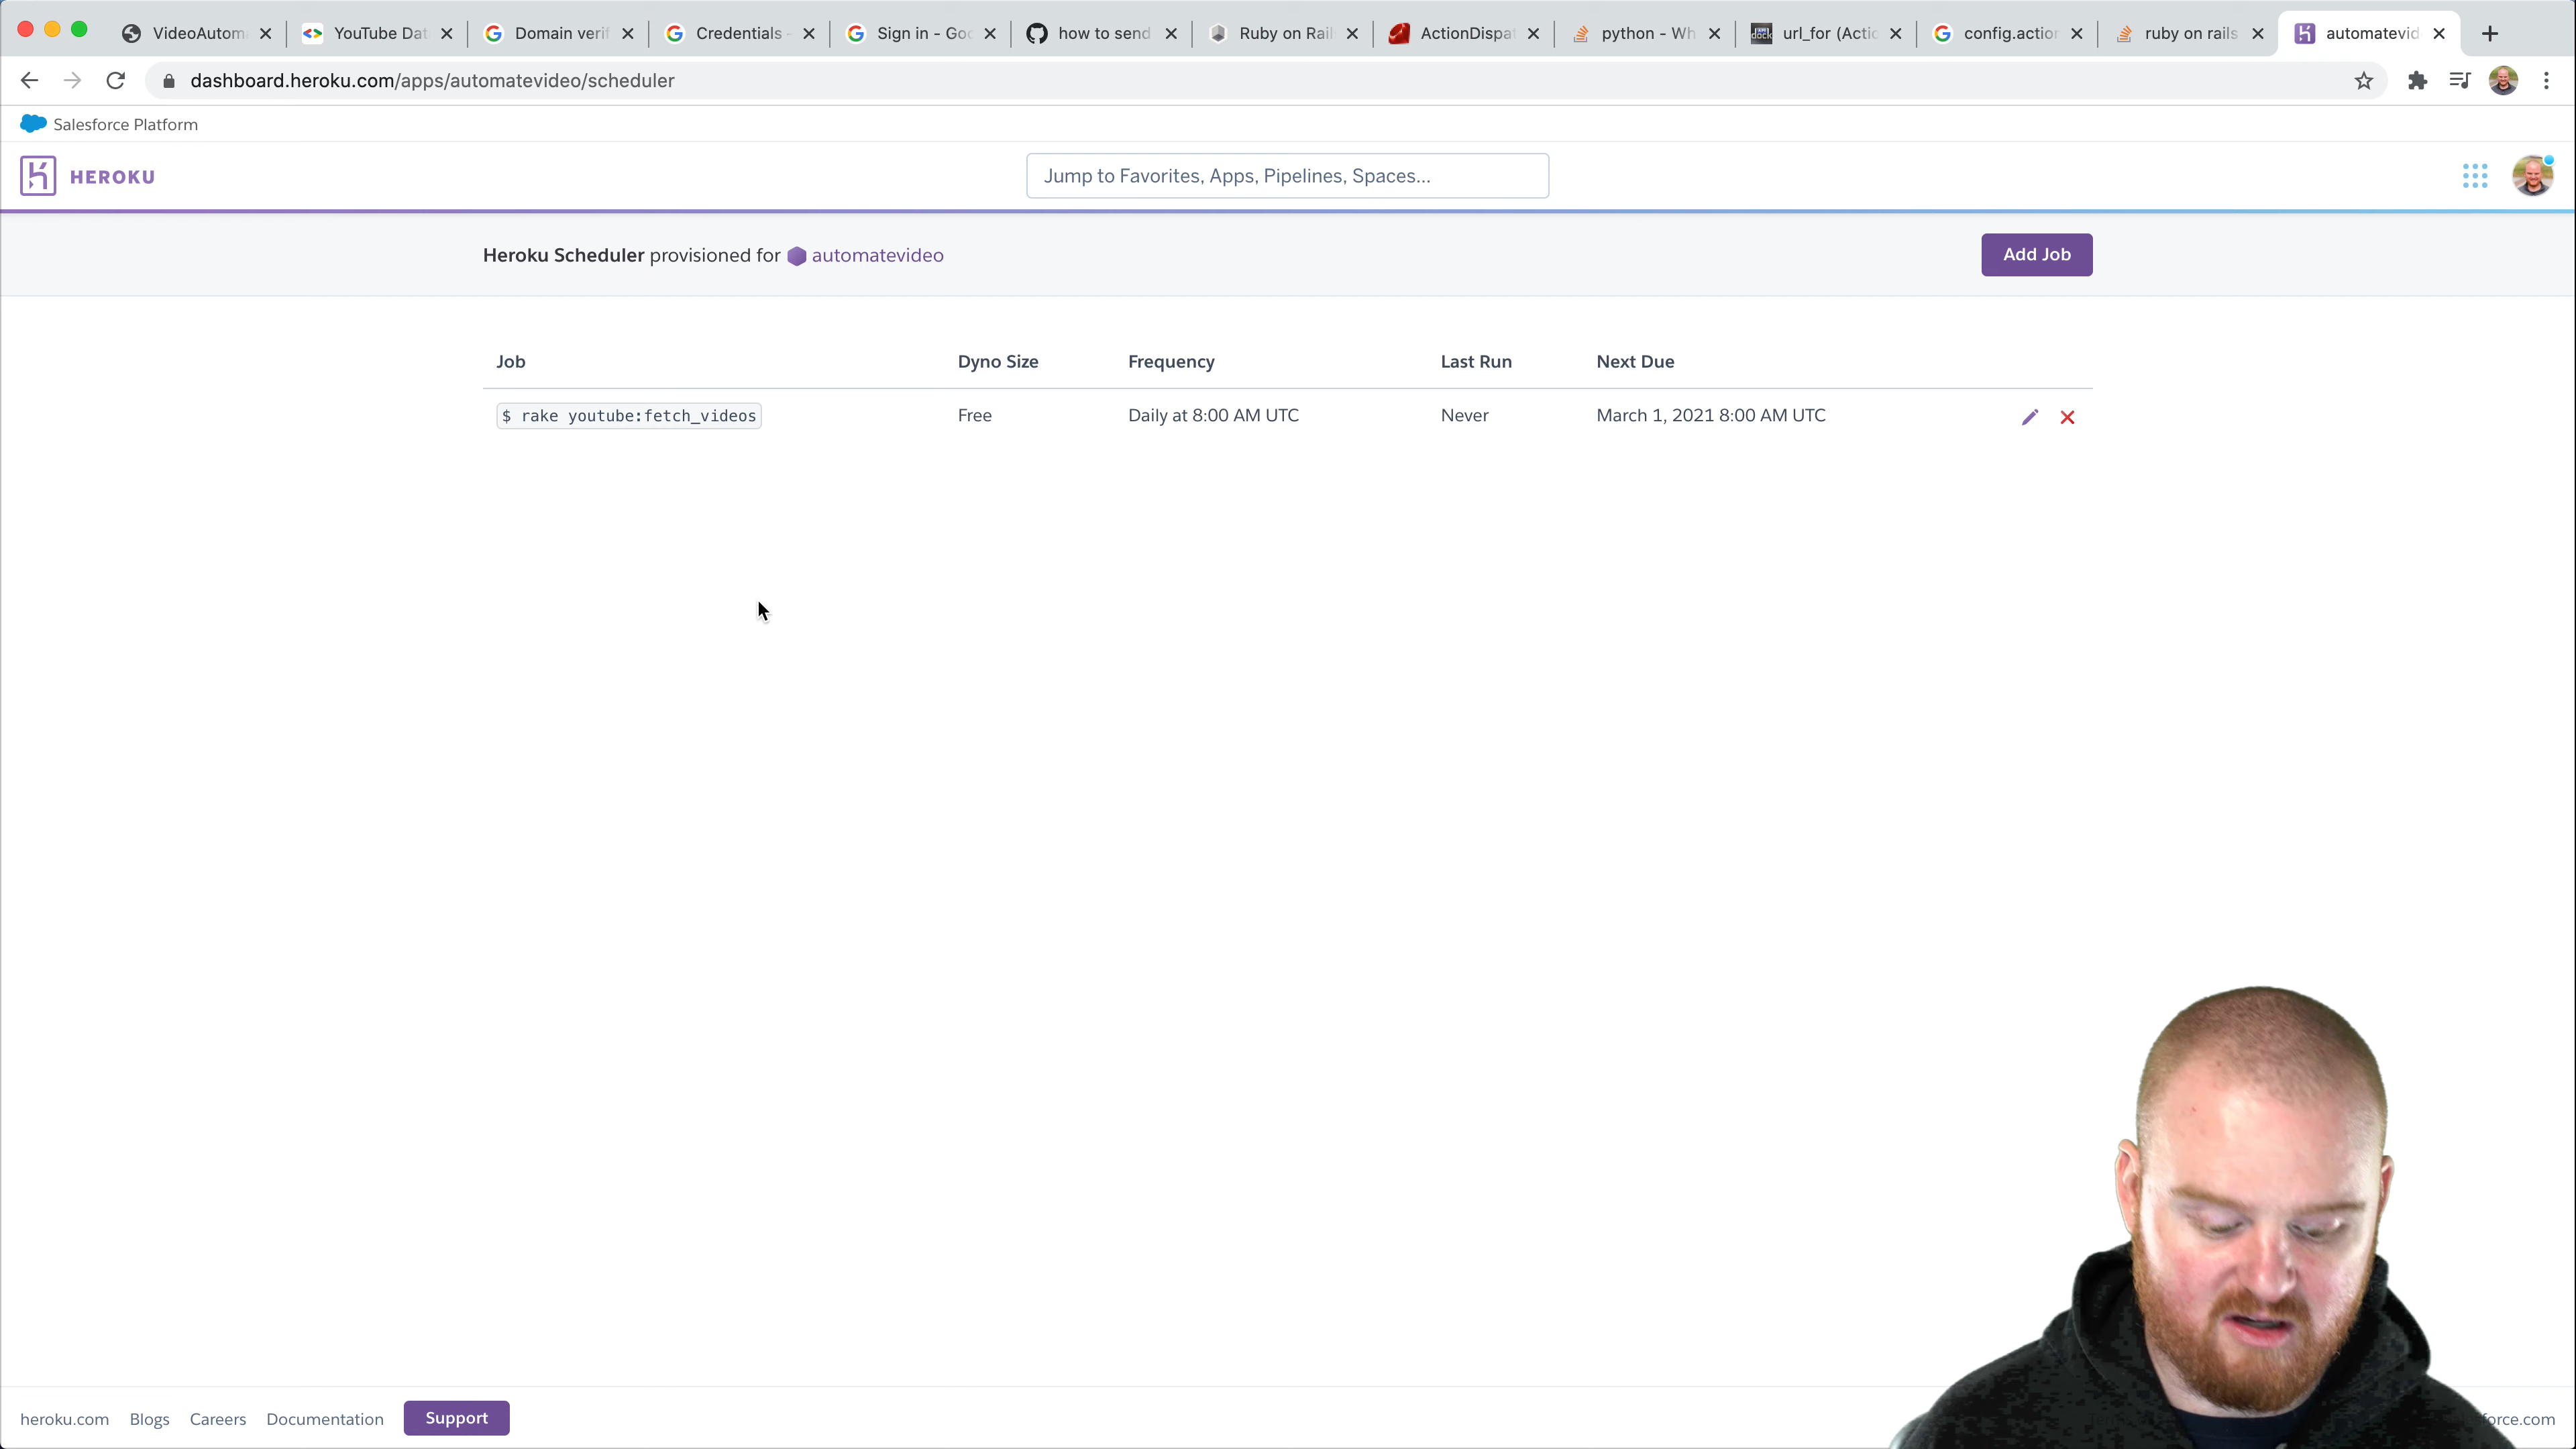 VideoAutom
YouTube Dat
Domain verif
Credentials -
Sign in - Goo
how to send
Ruby on Rail
ActionDispat
python - Wh
url_for (Actio
config.action
ruby on rails
automatevid
dashboard.heroku.com/apps/automatevideo/scheduler
Salesforce Platform
HEROKU
Jump to Favorites, Apps, Pipelines, Spaces...
Heroku Scheduler provisioned for automatevideo
Add Job
Job Dyno Size Frequency Last Run Next Due
$ rake youtube:fetch_videos Free Daily at 8:00 AM UTC Never March 1, 2021 8:00 AM UTC
heroku.com Blogs Careers Documentation Support
force.com